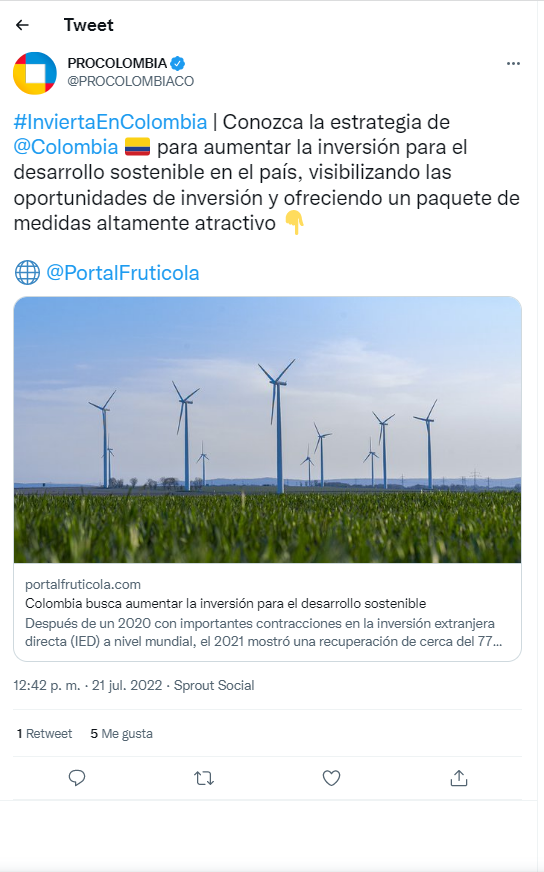 Tweet
PROCOLOMBIA
@PROCOLOMBIACO
#InviertaEnColombia | Conozca la estrategia de
@Colombia 🇨🇴 para aumentar la inversión para el
desarrollo sostenible en el país, visibilizando las
oportunidades de inversión y ofreciendo un paquete de
medidas altamente atractivo 👇
🌐 @PortalFruticola
portalfruticola.com
Colombia busca aumentar la inversión para el desarrollo sostenible
Después de un 2020 con importantes contracciones en la inversión extranjera
directa (IED) a nivel mundial, el 2021 mostró una recuperación de cerca del 77...
12:42 p. m. · 21 jul. 2022 · Sprout Social
1 Retweet 5 Me gusta